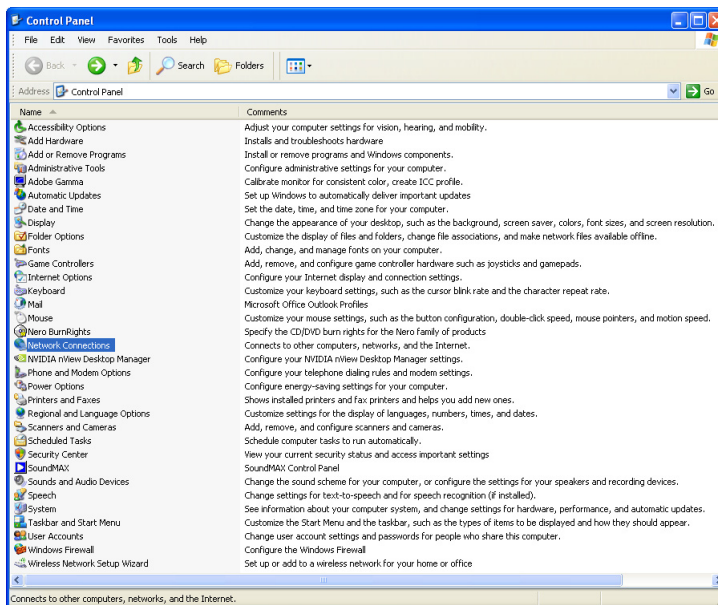 Control Panel
File Edit View Favorites Tools Help
Back Search Folders
Address Control Panel Go
Name Comments
Accessibility Options Adjust your computer settings for vision, hearing, and mobility.
Add Hardware Installs and troubleshoots hardware
Add or Remove Programs Install or remove programs and Windows components.
Administrative Tools Configure administrative settings for your computer.
Adobe Gamma Calibrate monitor for consistent color, create ICC profile.
Automatic Updates Set up Windows to automatically deliver important updates
Date and Time Set the date, time, and time zone for your computer.
Display Change the appearance of your desktop, such as the background, screen saver, colors, font sizes, and screen resolution.
Folder Options Customize the display of files and folders, change file associations, and make network files available offline.
Fonts Add, change, and manage fonts on your computer.
Game Controllers Add, remove, and configure game controller hardware such as joysticks and gamepads.
Internet Options Configure your Internet display and connection settings.
Keyboard Customize your keyboard settings, such as the cursor blink rate and the character repeat rate.
Mail Microsoft Office Outlook Profiles
Mouse Customize your mouse settings, such as the button configuration, double-click speed, mouse pointers, and motion speed.
Nero BurnRights Specify the CD/DVD burn rights for the Nero family of products
Network Connections Connects to other computers, networks, and the Internet.
NVIDIA nView Desktop Manager Configure your NVIDIA nView Desktop Manager settings.
Phone and Modem Options Configure your telephone dialing rules and modem settings.
Power Options Configure energy-saving settings for your computer.
Printers and Faxes Shows installed printers and fax printers and helps you add new ones.
Regional and Language Options Customize settings for the display of languages, numbers, times, and dates.
Scanners and Cameras Add, remove, and configure scanners and cameras.
Scheduled Tasks Schedule computer tasks to run automatically.
Security Center View your current security status and access important settings
SoundMAX SoundMAX Control Panel
Sounds and Audio Devices Change the sound scheme for your computer, or configure the settings for your speakers and recording devices.
Speech Change settings for text-to-speech and for speech recognition (if installed).
System See information about your computer system, and change settings for hardware, performance, and automatic updates.
Taskbar and Start Menu Customize the Start Menu and the taskbar, such as the types of items to be displayed and how they should appear.
User Accounts Change user account settings and passwords for people who share this computer.
Windows Firewall Configure the Windows Firewall
Wireless Network Setup Wizard Set up or add to a wireless network for your home or office
Connects to other computers, networks, and the Internet.